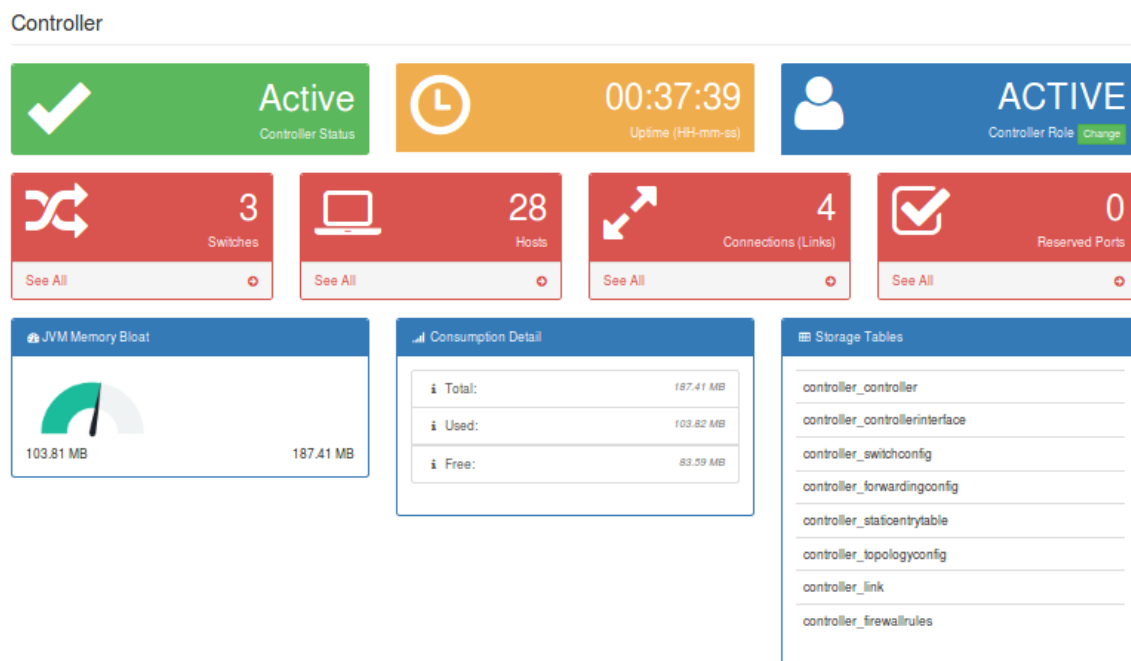 Controller
Active
Controller Status
00:37:39
Uptime (HH-mm-ss)
ACTIVE
Controller Role Change
3
Switches
See All
28
Hosts
See All
4
Connections (Links)
See All
0
Reserved Ports
See All
JVM Memory Bloat
103.81 MB 187.41 MB
Consumption Detail
i Total: 187.41 MB
i Used: 103.82 MB
i Free: 83.59 MB
Storage Tables
controller_controller
controller_controllerinterface
controller_switchconfig
controller_forwardingconfig
controller_staticentrytable
controller_topologyconfig
controller_link
controller_firewallrules